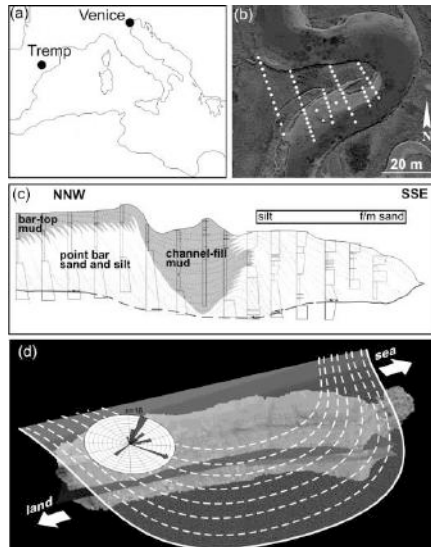 (a)
Venice
Tremp
(b)
N
20 m
(c)
NNW
SSE
bar-top
mud
silt
f/m sand
point bar
sand and silt
channel-fill
mud
(d)
sea
land